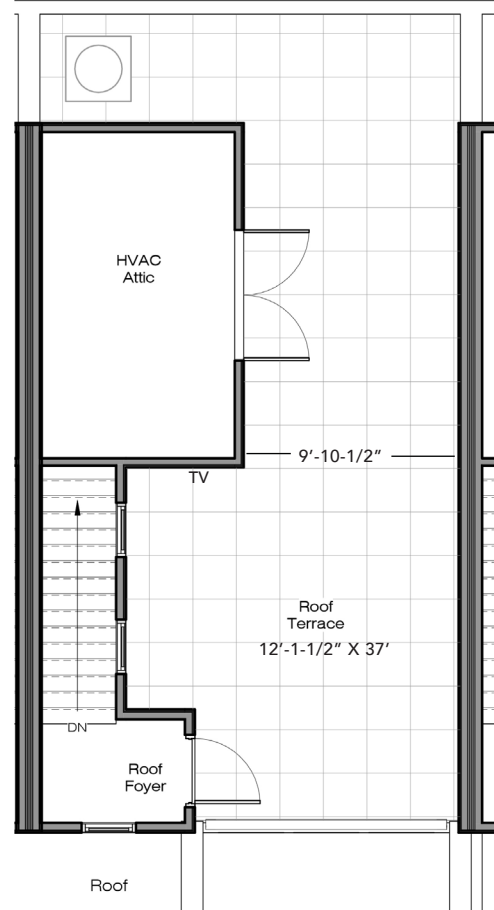 HVAC
Attic
9'-10-1/2"
TV
Roof
Terrace
12'-1-1/2" X 37'
DN
Roof
Foyer
Roof